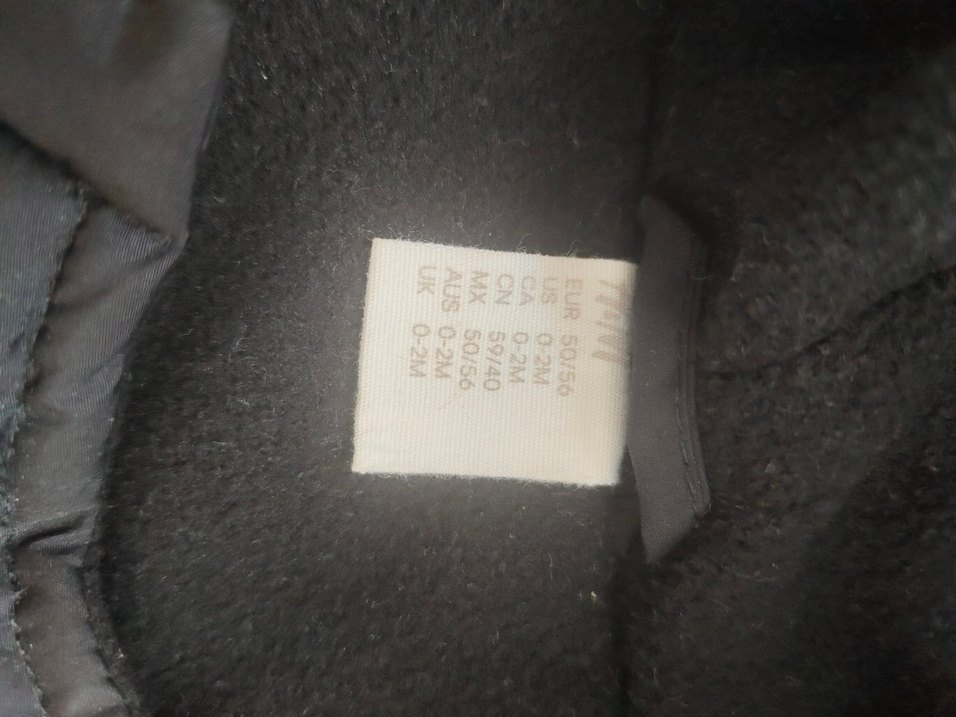 H&M
EUR 50/56
US 0-2M
CA 0-2M
CN 59/40
MX 50/56
AUS 0-2M
UK 0-2M